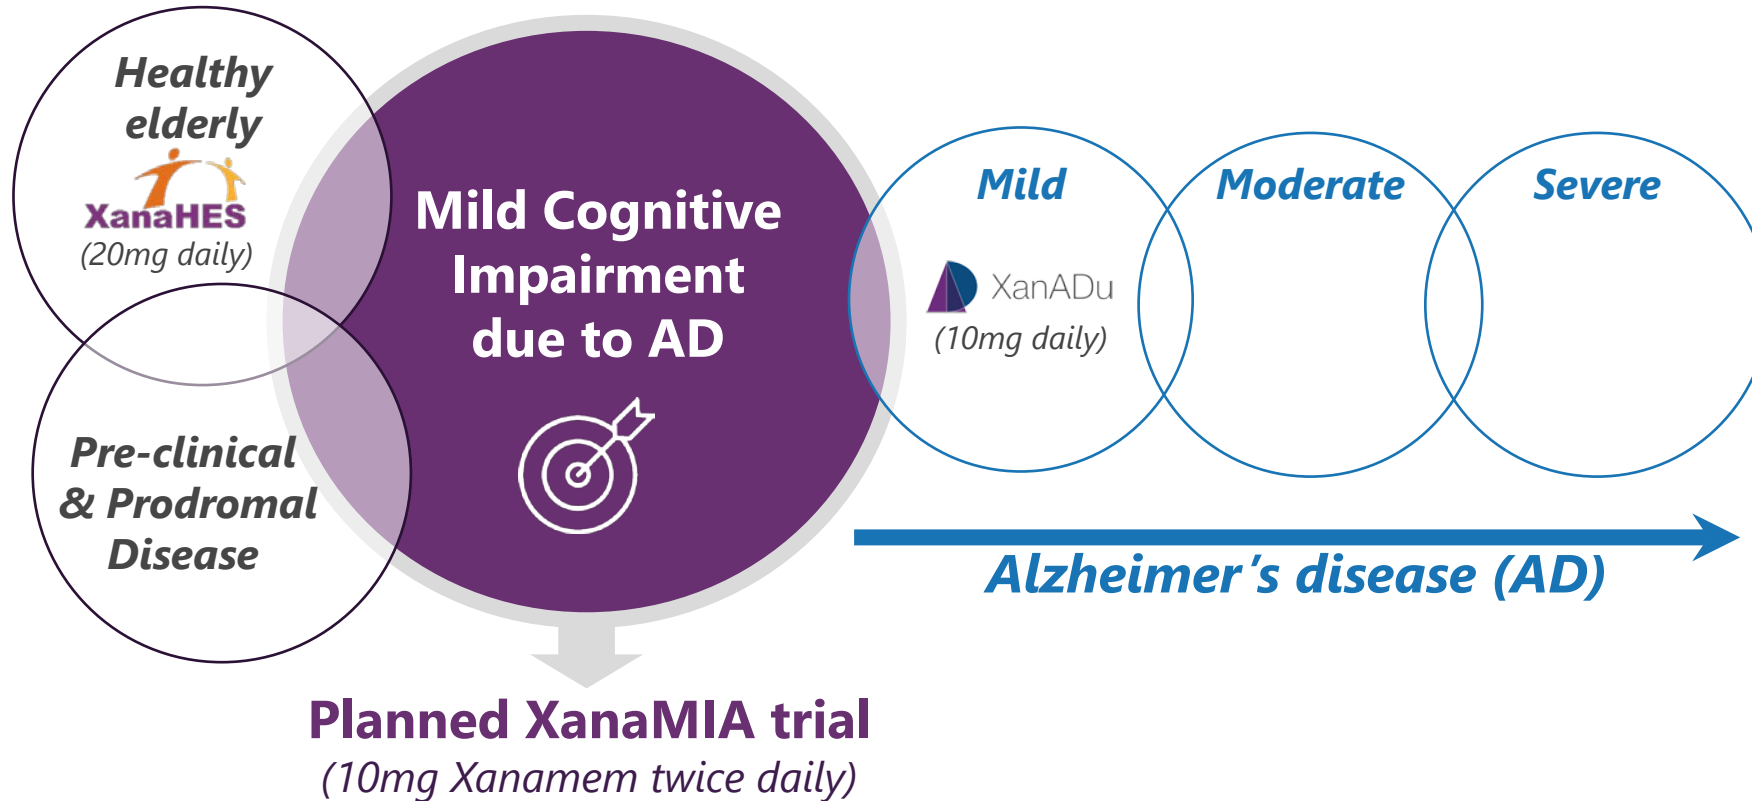 Healthy
elderly
XanaHES
(20mg daily)
Pre-clinical
& Prodromal
Disease
Mild Cognitive
Impairment
due to AD
Planned XanaMIA trial
(10mg Xanamem twice daily)
Mild
XanADu
(10mg daily)
Moderate
Severe
Alzheimer's disease (AD)